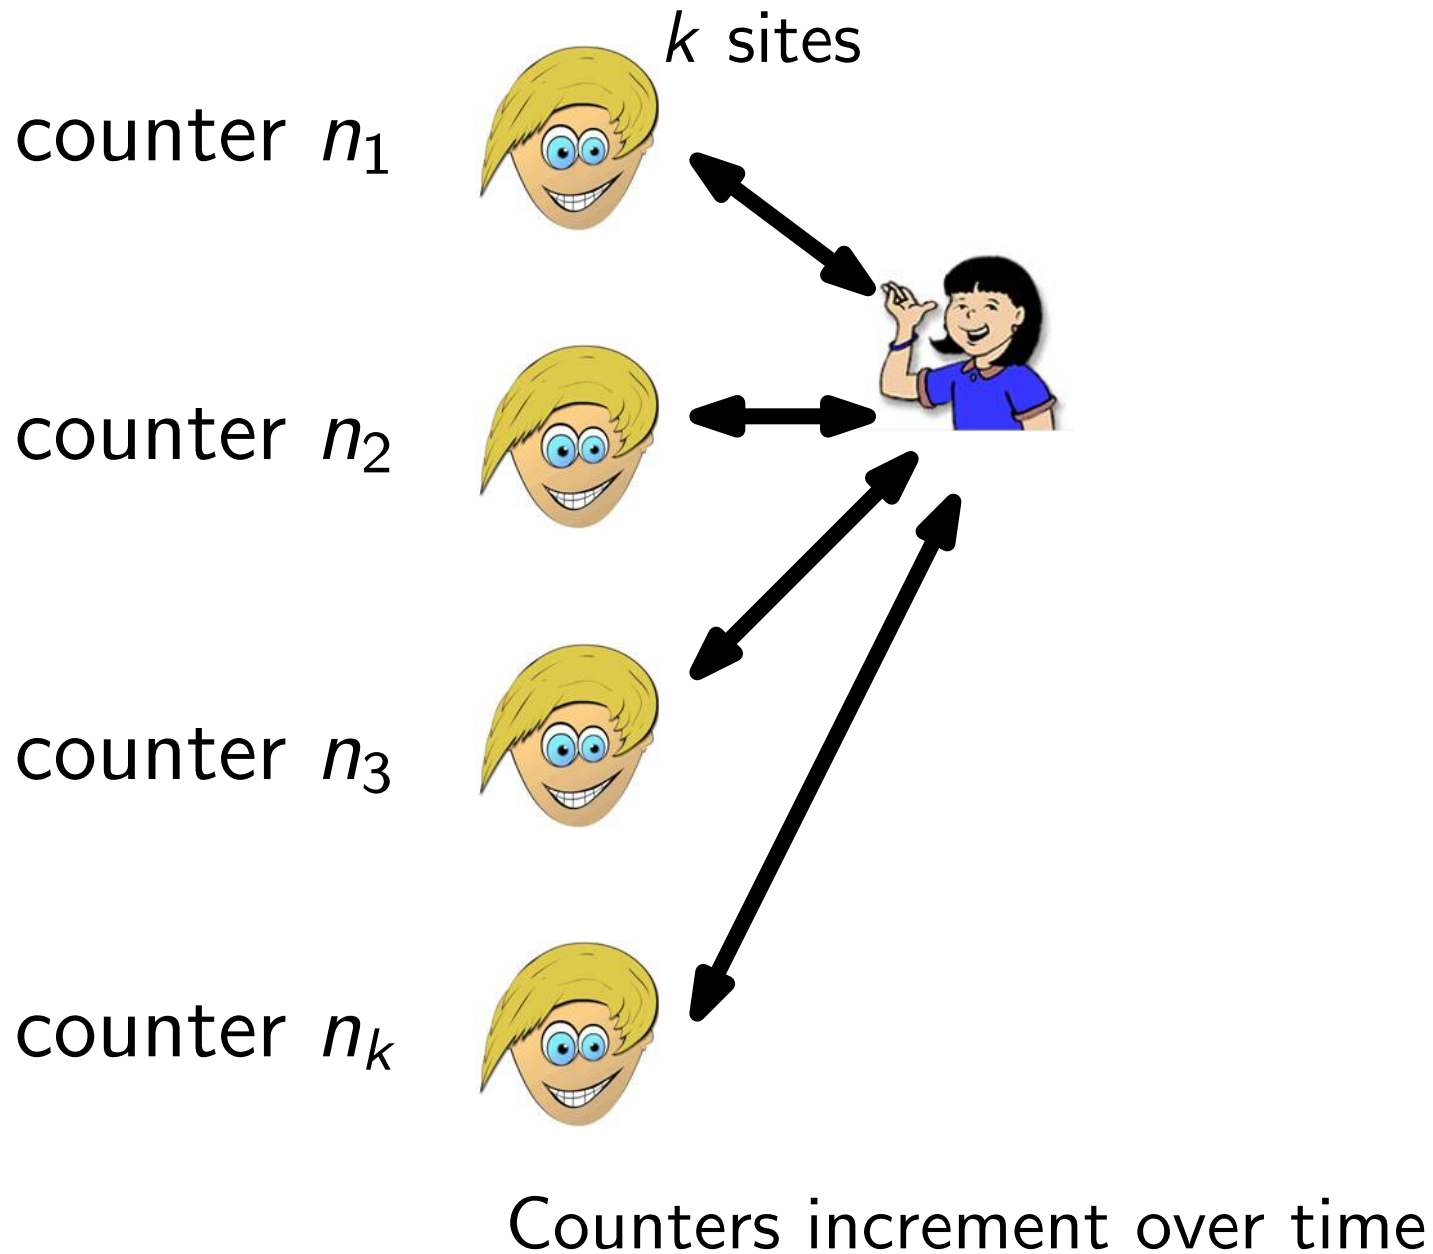 k sites
counter n₁
counter n₂
counter n₃
counter nₖ
Counters increment over time